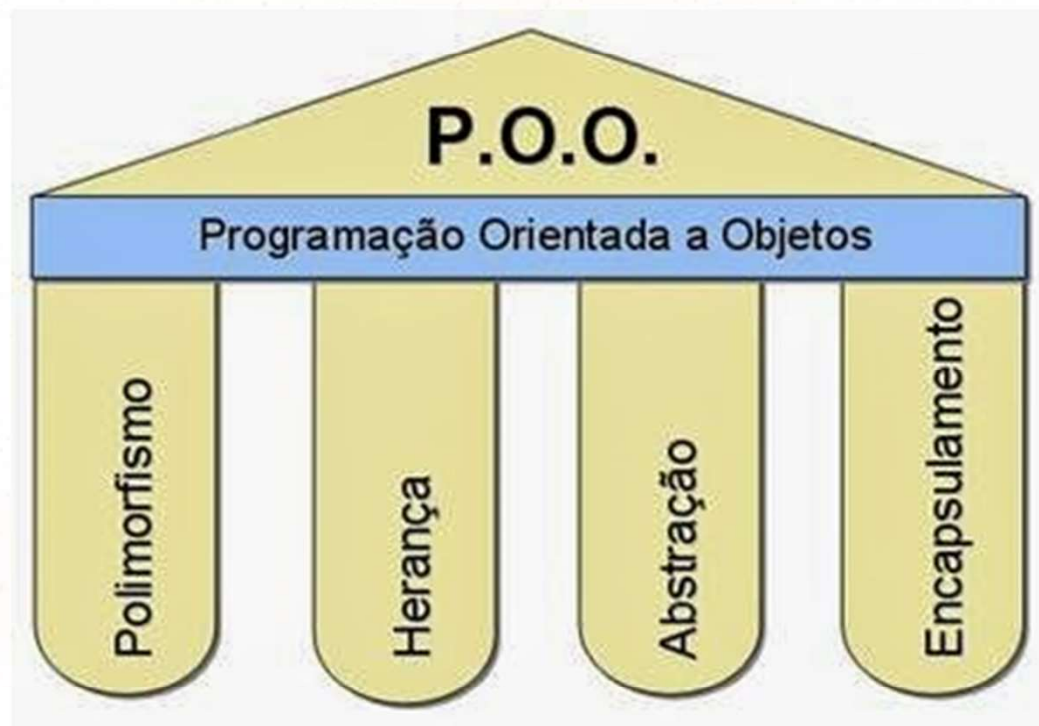 P.O.O.
Programação Orientada a Objetos
Polimorfismo
Herança
Abstração
Encapsulamento